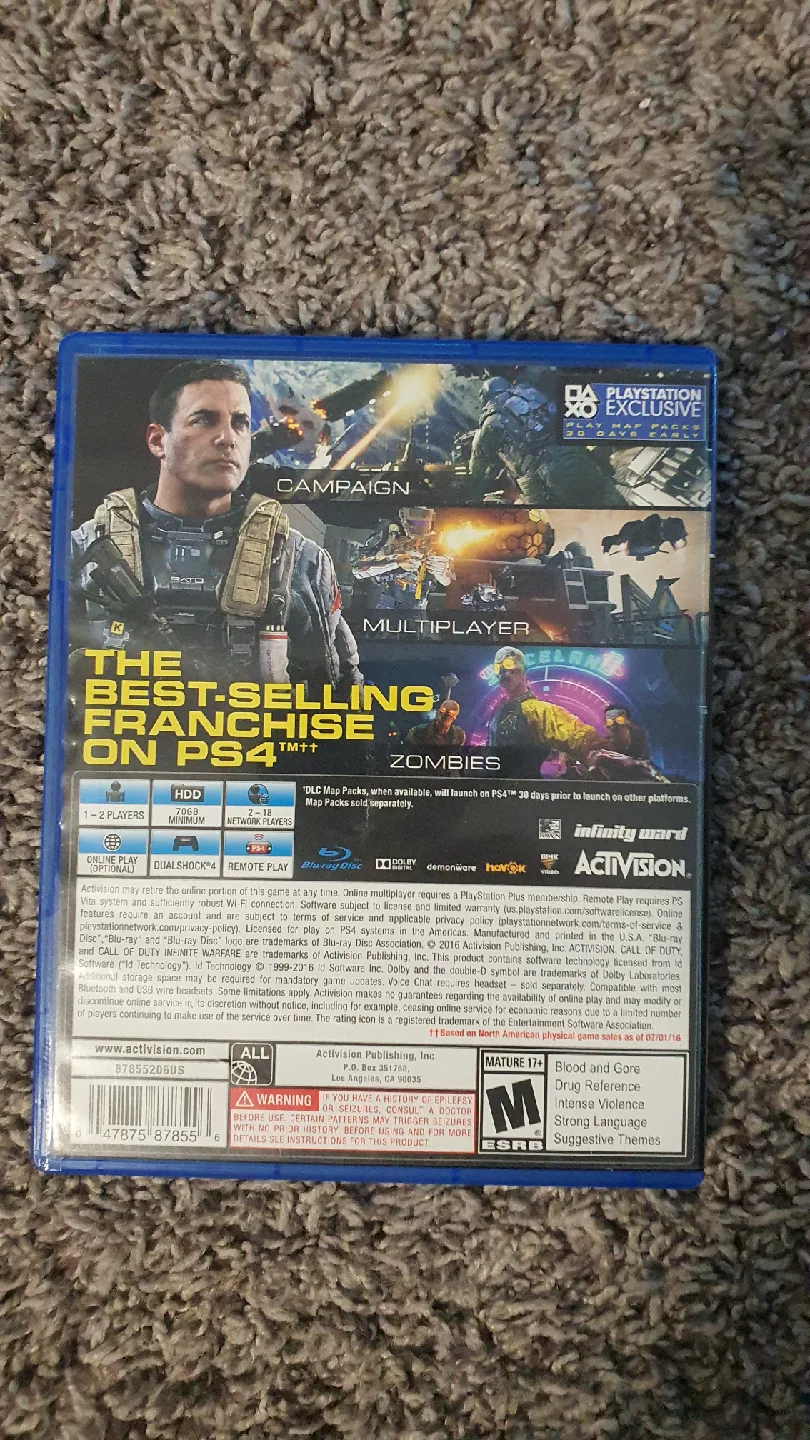 PLAYSTATION
EXCLUSIVE
PLAY MAP PACKS
30 DAYS EARLY
CAMPAIGN
SATO
K
MULTIPLAYER
THE
BEST-SELLING
FRANCHISE
ON PS4™††
ZOMBIES
1 – 2 PLAYERS
HDD
70GB
MINIMUM
2 – 18
NETWORK PLAYERS
ONLINE PLAY
(OPTIONAL)
DUALSHOCK®4
PS4
REMOTE PLAY
†DLC Map Packs, when available, will launch on PS4™ 30 days prior to launch on other platforms.
Map Packs sold separately.
infinity ward
Blu-ray Disc
DOLBY
DIGITAL
demonware
havok
BINK
VIDEO
ACTIVISION®
Activision may retire the online portion of this game at any time. Online multiplayer requires a PlayStation Plus membership. Remote Play requires PS
Vita system and sufficiently robust Wi-Fi connection. Software subject to license and limited warranty (us.playstation.com/softwarelicense). Online
features require an account and are subject to terms of service and applicable privacy policy (playstationnetwork.com/terms-of-service &
playstationnetwork.com/privacy-policy). Licensed for play on PS4 systems in the Americas. Manufactured and printed in the U.S.A. "Blu-ray
Disc","Blu-ray" and "Blu-ray Disc" logo are trademarks of Blu-ray Disc Association. © 2016 Activision Publishing, Inc. ACTIVISION, CALL OF DUTY,
and CALL OF DUTY INFINITE WARFARE are trademarks of Activision Publishing, Inc. This product contains software technology licensed from Id
Software ("Id Technology"). Id Technology © 1999-2016 Id Software Inc. Dolby and the double-D symbol are trademarks of Dolby Laboratories.
Additional storage space may be required for mandatory game updates. Voice Chat requires headset – sold separately. Compatible with most
Bluetooth and USB wire headsets. Some limitations apply. Activision makes no guarantees regarding the availability of online play and may modify or
discontinue online service in its discretion without notice, including for example, ceasing online service for economic reasons due to a limited number
of players continuing to make use of the service over time. The rating icon is a registered trademark of the Entertainment Software Association.
††Based on North American physical game sales as of 07/01/16
www.activision.com
87855206US
ALL
Activision Publishing, Inc.
P.O. Box 351768,
Los Angeles, CA 90035
0 47875 87855 6
WARNING IF YOU HAVE A HISTORY OF EPILEPSY
OR SEIZURES, CONSULT A DOCTOR
BEFORE USE. CERTAIN PATTERNS MAY TRIGGER SEIZURES
WITH NO PRIOR HISTORY. BEFORE USING AND FOR MORE
DETAILS SEE INSTRUCTIONS FOR THIS PRODUCT.
MATURE 17+
M
®
ESRB
Blood and Gore
Drug Reference
Intense Violence
Strong Language
Suggestive Themes